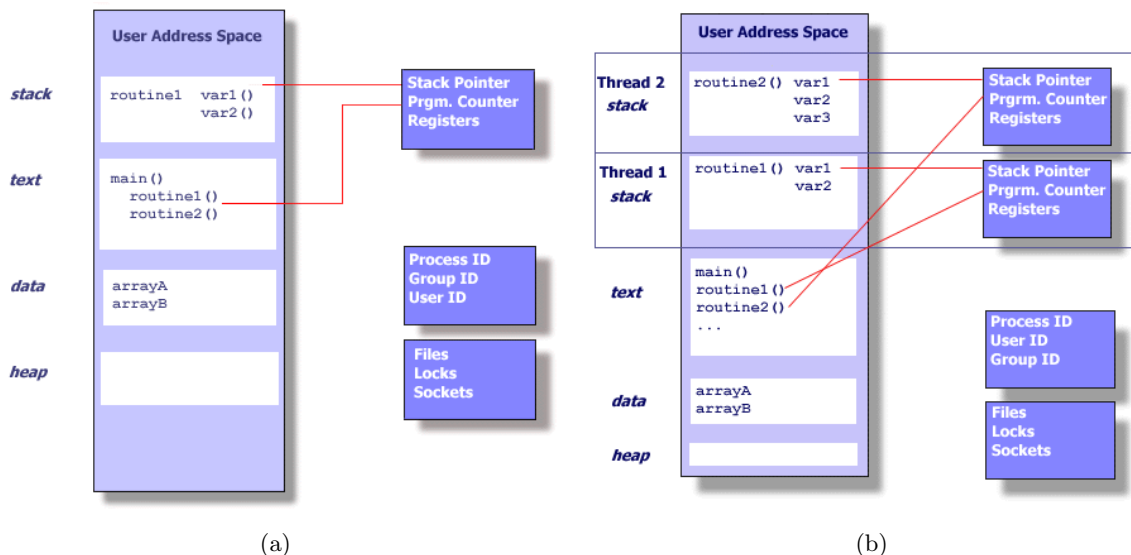 User Address Space
stack
routine1 var1()
var2()
Stack Pointer
Prgm. Counter
Registers
text
main()
routine1()
routine2()
data
arrayA
arrayB
Process ID
Group ID
User ID
heap
Files
Locks
Sockets
(a)
User Address Space
Thread 2
stack
routine2() var1
var2
var3
Stack Pointer
Prgrm. Counter
Registers
Thread 1
stack
routine1() var1
var2
Stack Pointer
Prgrm. Counter
Registers
text
main()
routine1()
routine2()
...
Process ID
User ID
Group ID
data
arrayA
arrayB
Files
Locks
Sockets
heap
(b)